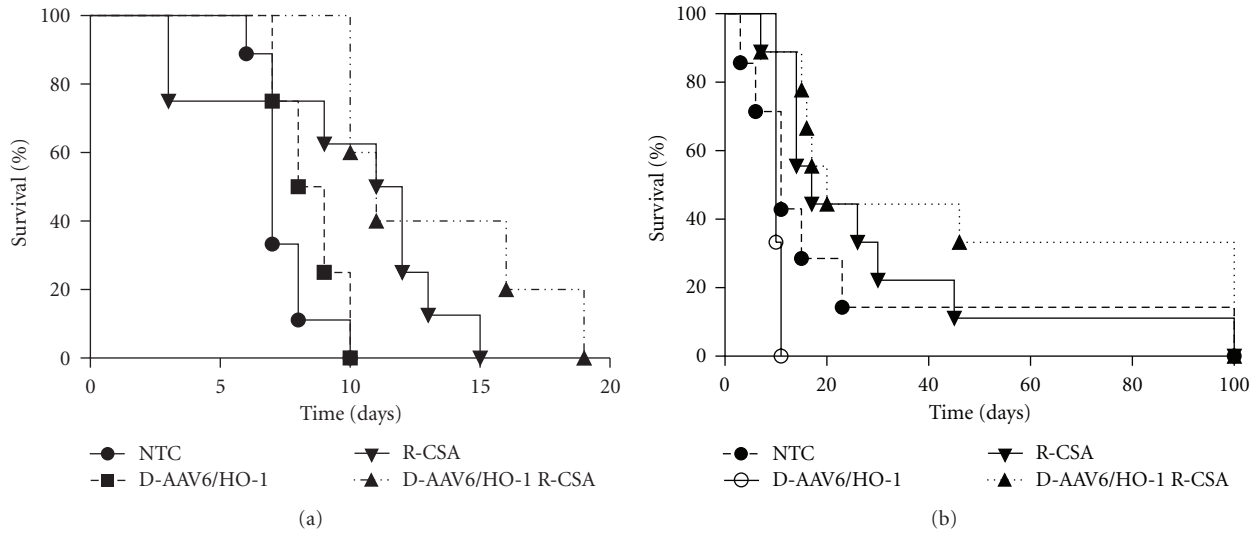 100
80
60
40
20
0
Survival (%)
0 5 10 15 20
Time (days)
NTC
R-CSA
D-AAV6/HO-1
D-AAV6/HO-1 R-CSA
(a)
100
80
60
40
20
0
Survival (%)
0 20 40 60 80 100
Time (days)
NTC
R-CSA
D-AAV6/HO-1
D-AAV6/HO-1 R-CSA
(b)